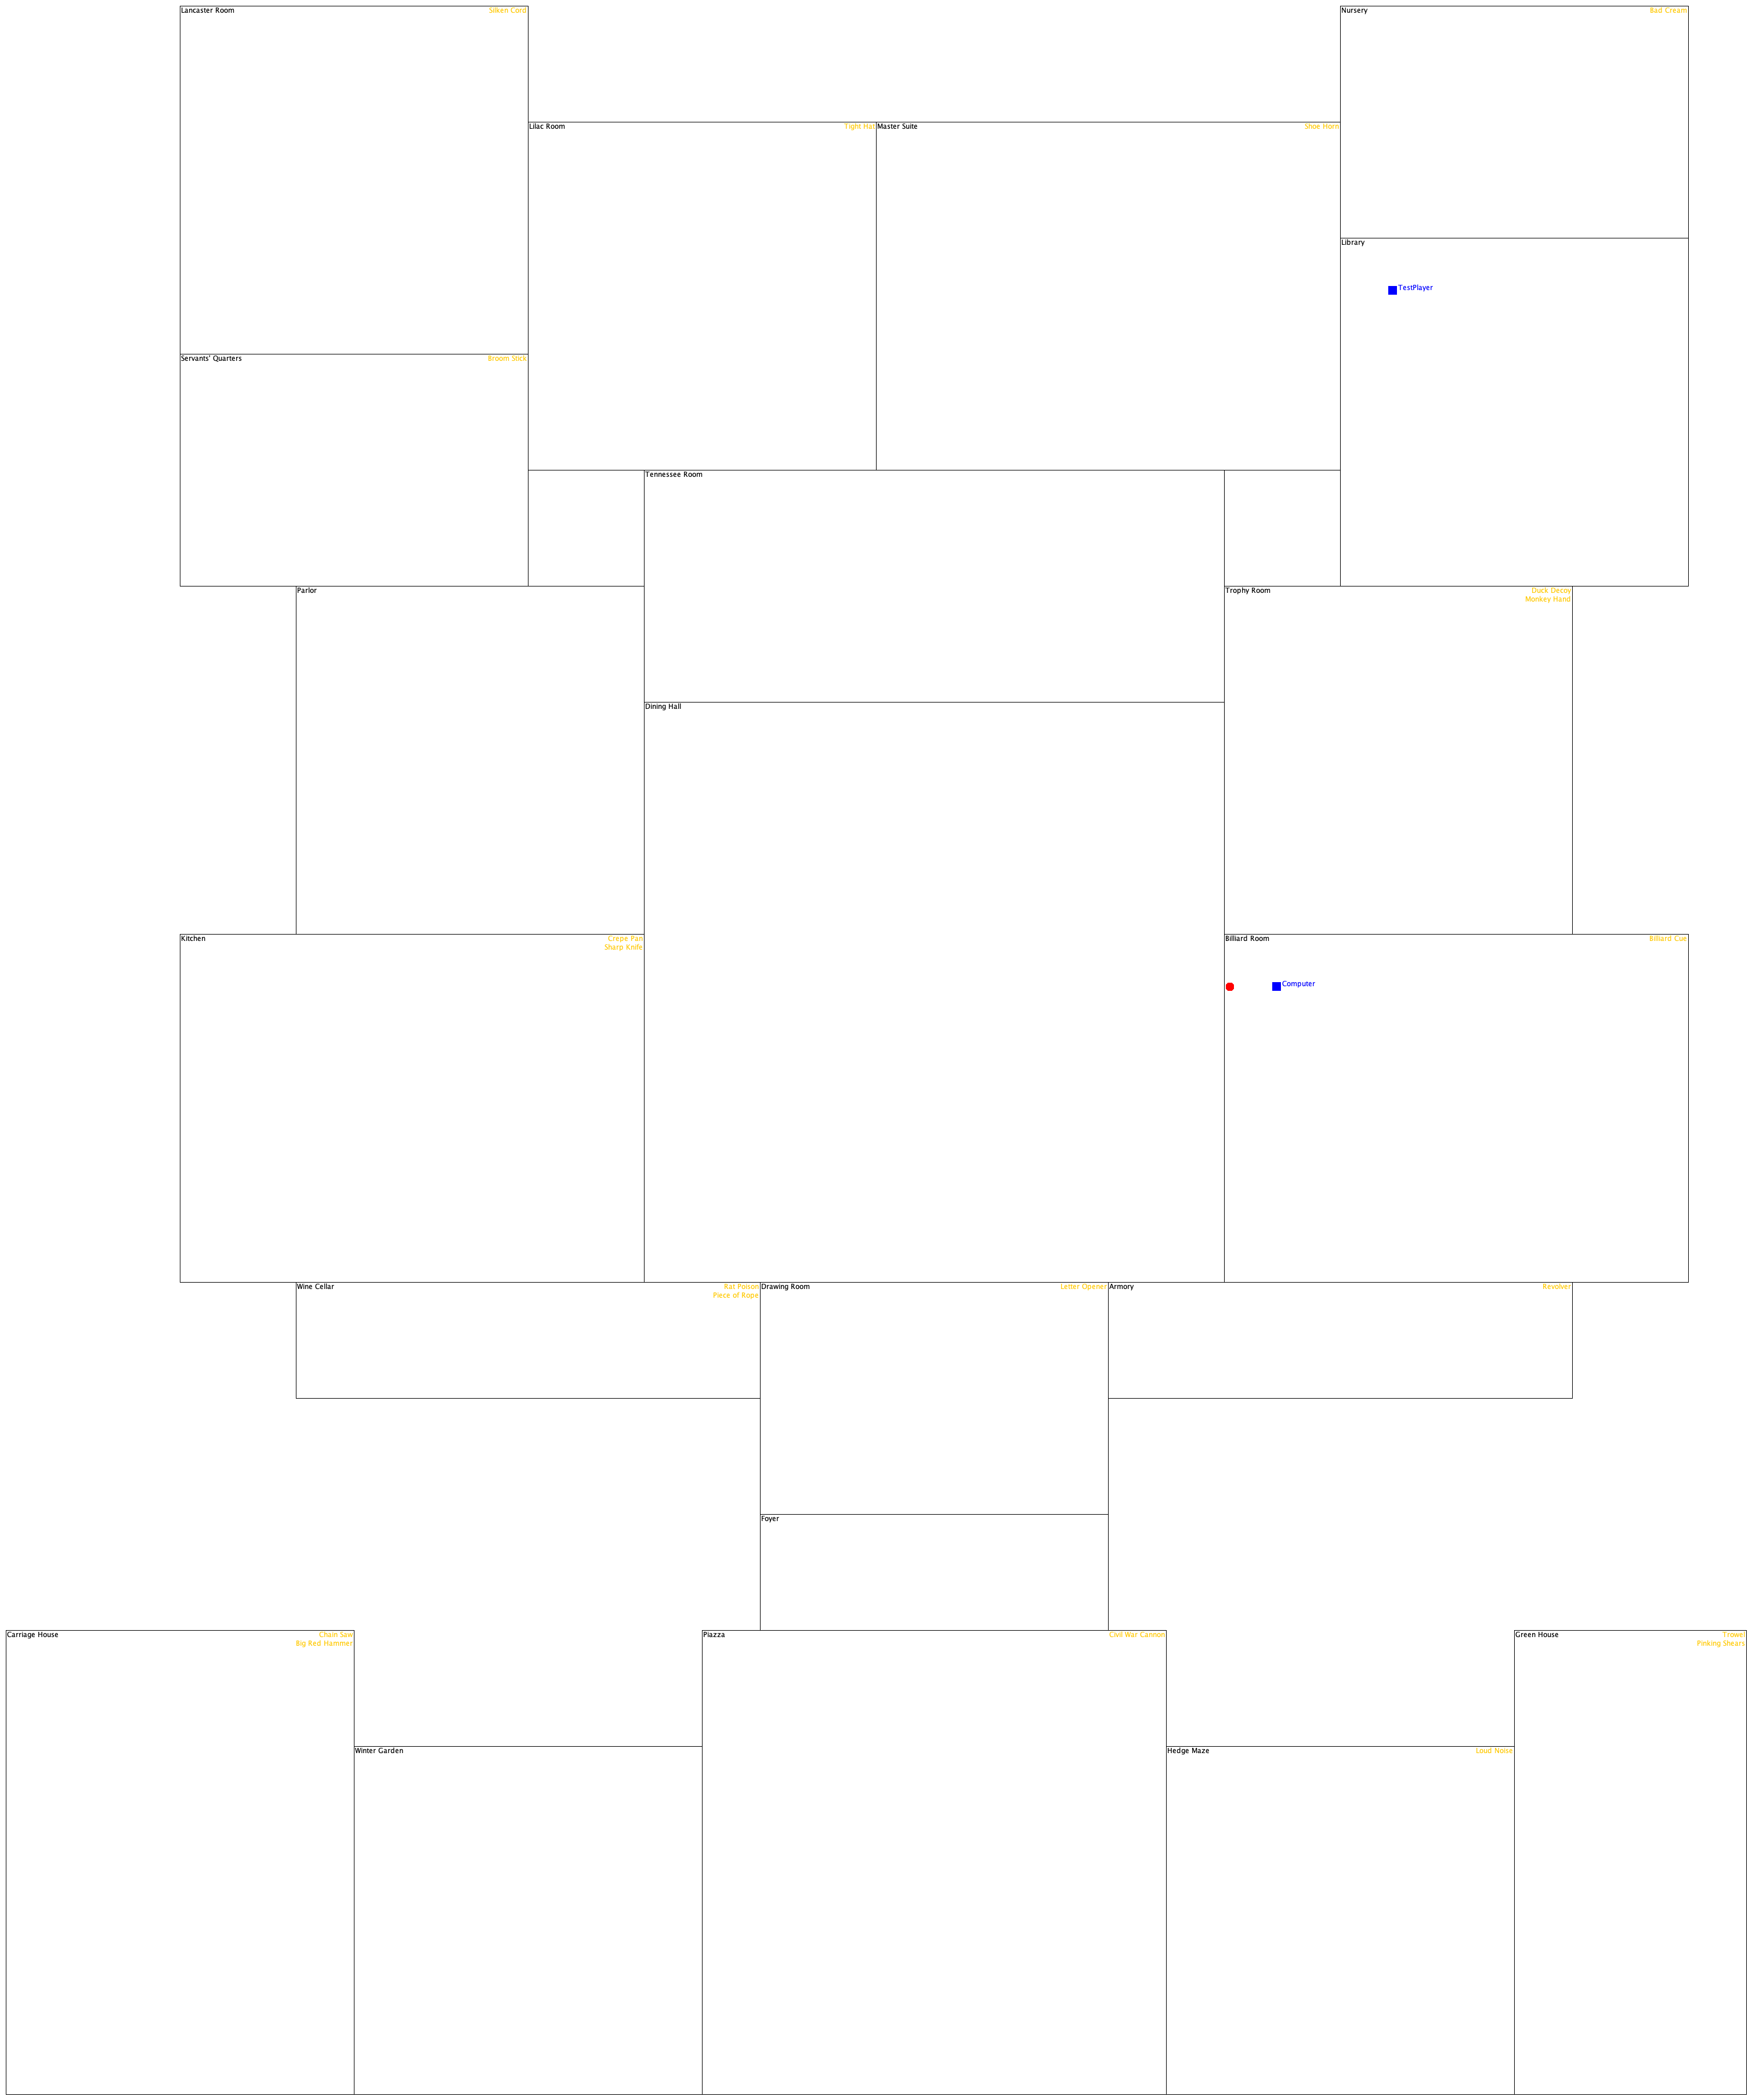 Lancaster Room
Silken Cord
Nursery
Bad Cream
Lilac Room
Tight Hat
Master Suite
Shoe Horn
Library
TestPlayer
Servants' Quarters
Broom Stick
Tennessee Room
Parlor
Trophy Room
Duck Decoy
Monkey Hand
Dining Hall
Kitchen
Crepe Pan
Sharp Knife
Billiard Room
Billiard Cue
Computer
Wine Cellar
Rat Poison
Piece of Rope
Drawing Room
Letter Opener
Armory
Revolver
Foyer
Carriage House
Chain Saw
Big Red Hammer
Piazza
Civil War Cannon
Green House
Trowel
Pinking Shears
Winter Garden
Hedge Maze
Loud Noise